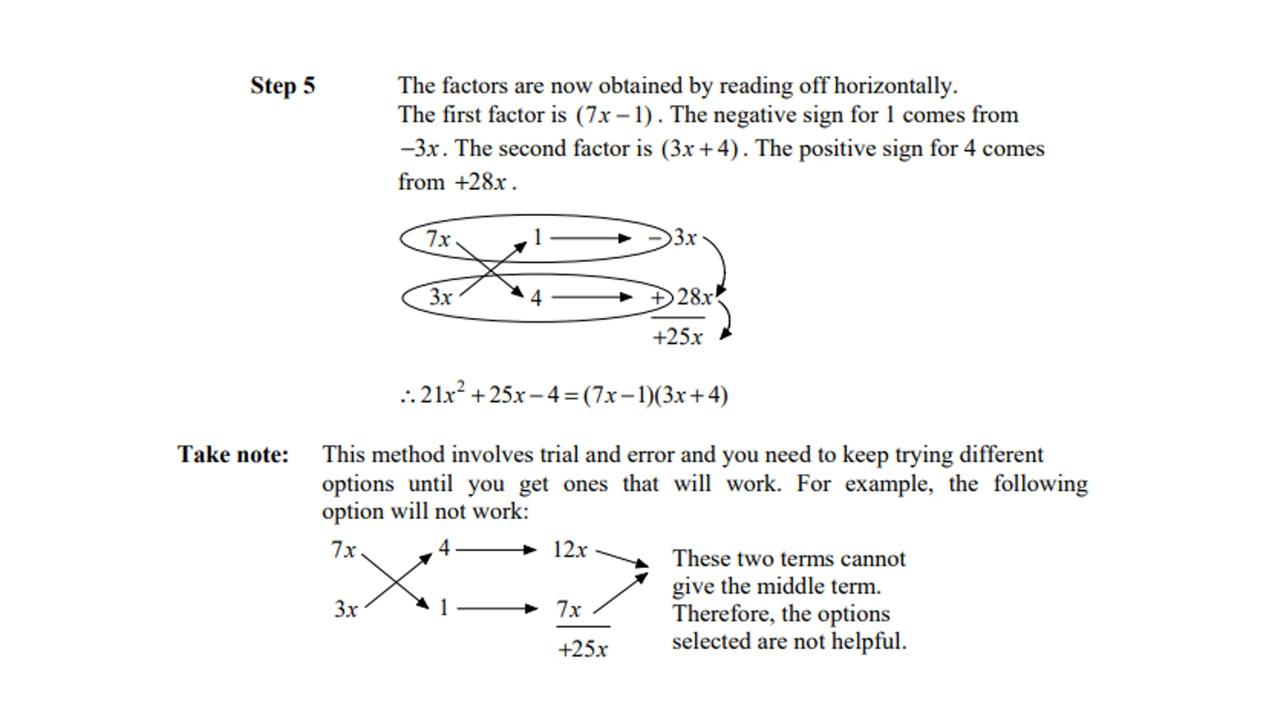 Step 5 The factors are now obtained by reading off horizontally.
The first factor is (7x − 1). The negative sign for 1 comes from
−3x. The second factor is (3x + 4). The positive sign for 4 comes
from +28x.
7x 1 − 3x
3x 4 + 28x
+25x
∴ 21x² + 25x − 4 = (7x − 1)(3x + 4)
Take note: This method involves trial and error and you need to keep trying different
options until you get ones that will work. For example, the following
option will not work:
7x 4 12x
These two terms cannot
give the middle term.
3x 1 7x
Therefore, the options
+25x
selected are not helpful.